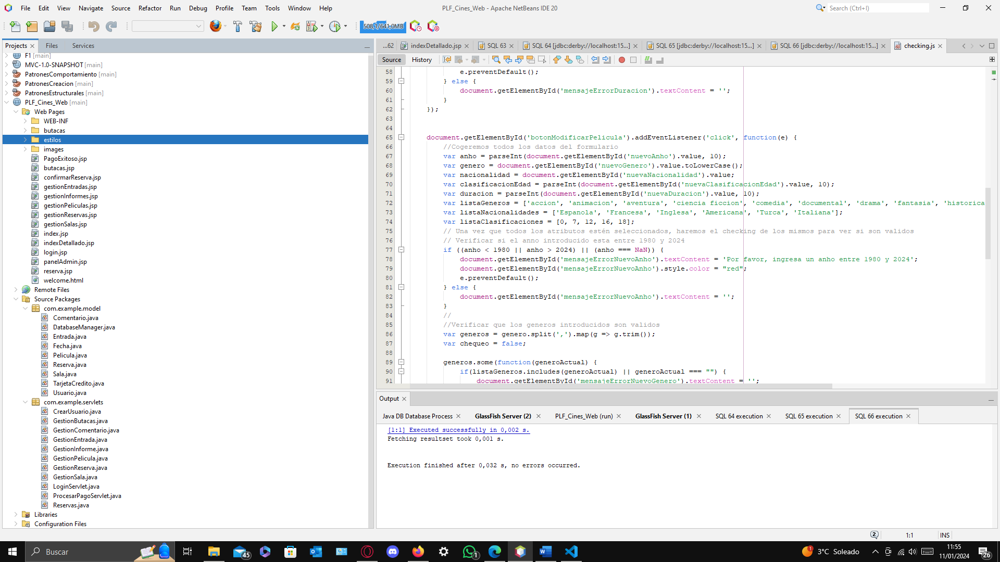 File Edit View Navigate Source Refactor Run Debug Profile Team Tools Window Help
PLF_Cines_Web - Apache NetBeans IDE 20
Search (Ctrl+I)
508,1/641,0MB
Projects Files Services
F1 [main]
MVC-1.0-SNAPSHOT [main]
PatronesComportamiento [main]
PatronesCreacion [main]
PatronesEstructurales [main]
PLF_Cines_Web [main]
Web Pages
WEB-INF
butacas
estilos
images
PagoExitoso.jsp
butacas.jsp
confirmarReserva.jsp
gestionEntradas.jsp
gestionInformes.jsp
gestionPeliculas.jsp
gestionReservas.jsp
gestionSalas.jsp
index.jsp
indexDetallado.jsp
login.jsp
panelAdmin.jsp
reserva.jsp
welcome.html
Remote Files
Source Packages
com.example.model
Comentario.java
DatabaseManager.java
Entrada.java
Fecha.java
Pelicula.java
Reserva.java
Sala.java
TarjetaCredito.java
Usuario.java
com.example.servlets
CrearUsuario.java
GestionButacas.java
GestionComentario.java
GestionEntrada.java
GestionInforme.java
GestionPelicula.java
GestionReserva.java
GestionSala.java
LoginServlet.java
ProcesarPagoServlet.java
Reservas.java
Libraries
Configuration Files
...62 indexDetallado.jsp SQL 63 SQL 64 [jdbc:derby://localhost:15...] SQL 65 [jdbc:derby://localhost:15...] SQL 66 [jdbc:derby://localhost:15...] checking.js
Source History
58 e.preventDefault();
59 } else {
60 document.getElementById('mensajeErrorDuracion').textContent = '';
61 }
62 });
63
64
65 document.getElementById('botonModificarPelicula').addEventListener('click', function(e) {
66 //Cogeremos todos los datos del formulario
67 var anho = parseInt(document.getElementById('nuevoAnho').value, 10);
68 var genero = document.getElementById('nuevoGenero').value.toLowerCase();
69 var nacionalidad = document.getElementById('nuevaNacionalidad').value;
70 var clasificacionEdad = parseInt(document.getElementById('nuevaClasificacionEdad').value, 10);
71 var duracion = parseInt(document.getElementById('nuevaDuracion').value, 10);
72 var listaGeneros = ['accion', 'animacion', 'aventura', 'ciencia ficcion', 'comedia', 'documental', 'drama', 'fantasia', 'historica
73 var listaNacionalidades = ['Espanola', 'Francesa', 'Inglesa', 'Americana', 'Turca', 'Italiana'];
74 var listaClasificaciones = [0, 7, 12, 16, 18];
75 // Una vez que todos los atributos estén seleccionados, haremos el checking de los mismos para ver si son validos
76 // Verificar si el anno introducido esta entre 1980 y 2024
77 if ((anho < 1980 || anho > 2024) || (anho === NaN)) {
78 document.getElementById('mensajeErrorNuevoAnho').textContent = 'Por favor, ingresa un anho entre 1980 y 2024';
79 document.getElementById('mensajeErrorNuevoAnho').style.color = "red";
80 e.preventDefault();
81 } else {
82 document.getElementById('mensajeErrorNuevoAnho').textContent = '';
83 }
84 //
85 //Verificar que los generos introducidos son validos
86 var generos = genero.split(',').map(g => g.trim());
87 var chequeo = false;
88
89 generos.some(function(generoActual) {
90 if(listaGeneros.includes(generoActual) || generoActual === "") {
91 document.getElementById('mensajeErrorNuevoGenero').textContent = '';
Output
Java DB Database Process GlassFish Server (2) PLF_Cines_Web (run) GlassFish Server (1) SQL 64 execution SQL 65 execution SQL 66 execution
[1:1] Executed successfully in 0,002 s.
Fetching resultset took 0,001 s.
Execution finished after 0,032 s, no errors occurred.
2 1:1 INS
Buscar
45
1
1
3°C Soleado
11:55
11/01/2024
26